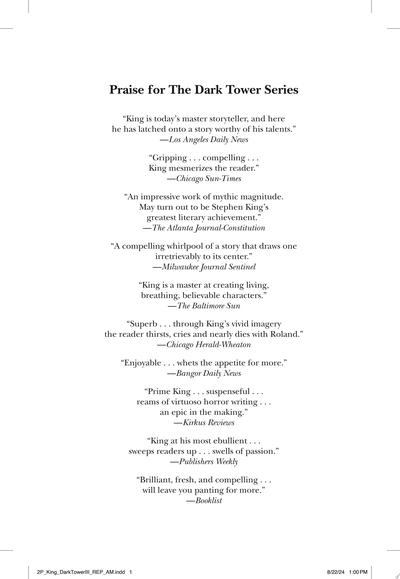 Praise for The Dark Tower Series
“King is today’s master storyteller, and here
he has latched onto a story worthy of his talents.”
—Los Angeles Daily News
“Gripping . . . compelling . . .
King mesmerizes the reader.”
—Chicago Sun-Times
“An impressive work of mythic magnitude.
May turn out to be Stephen King’s
greatest literary achievement.”
—The Atlanta Journal-Constitution
“A compelling whirlpool of a story that draws one
irretrievably to its center.”
—Milwaukee Journal Sentinel
“King is a master at creating living,
breathing, believable characters.”
—The Baltimore Sun
“Superb . . . through King’s vivid imagery
the reader thirsts, cries and nearly dies with Roland.”
—Chicago Herald-Wheaton
“Enjoyable . . . whets the appetite for more.”
—Bangor Daily News
“Prime King . . . suspenseful . . .
reams of virtuoso horror writing . . .
an epic in the making.”
—Kirkus Reviews
“King at his most ebullient . . .
sweeps readers up . . . swells of passion.”
—Publishers Weekly
“Brilliant, fresh, and compelling . . .
will leave you panting for more.”
—Booklist
2P_King_DarkTowerIII_REP_AM.indd 1
8/22/24 1:00 PM